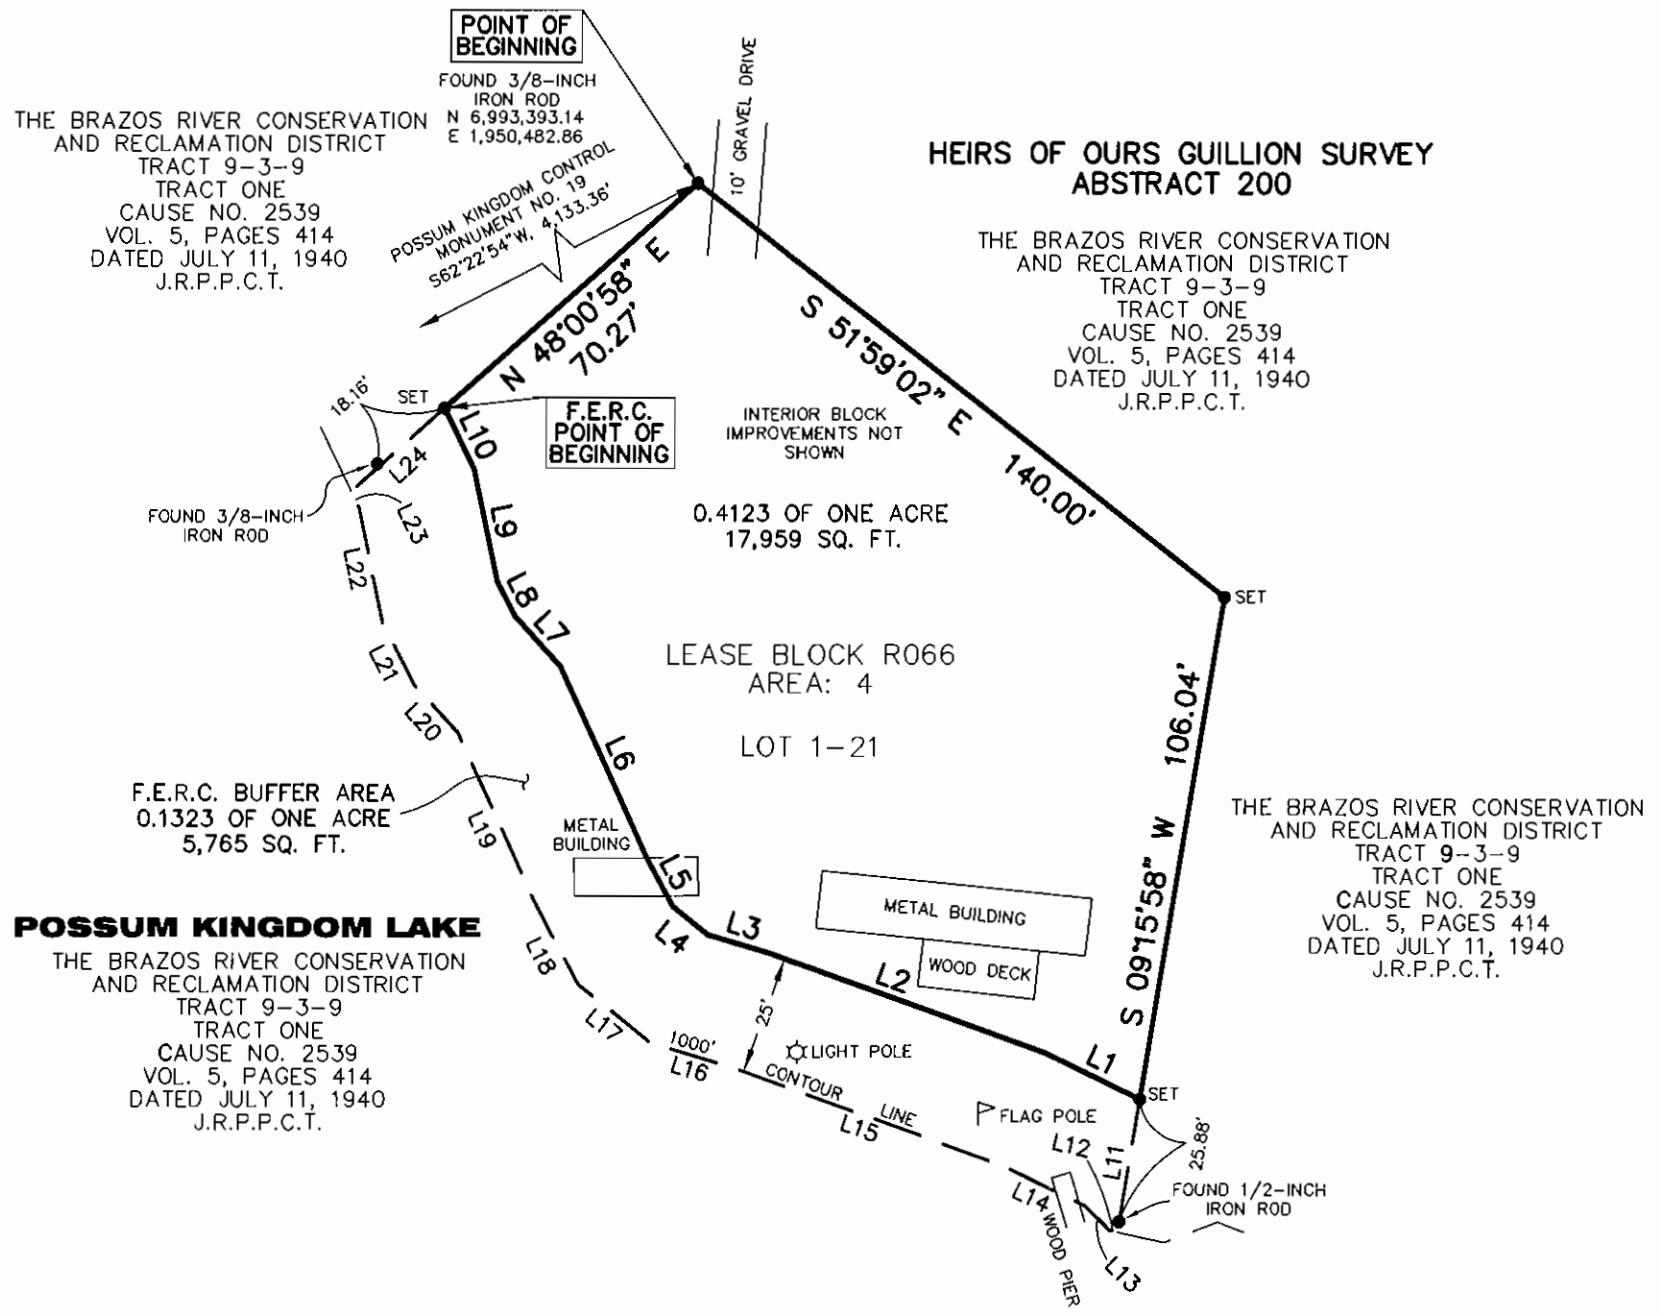 POINT OF
BEGINNING
FOUND 3/8-INCH
IRON ROD
N 6,993,393.14
E 1,950,482.86
THE BRAZOS RIVER CONSERVATION
AND RECLAMATION DISTRICT
TRACT 9-3-9
TRACT ONE
CAUSE NO. 2539
VOL. 5, PAGES 414
DATED JULY 11, 1940
J.R.P.P.C.T.
POSSUM KINGDOM CONTROL
MONUMENT NO. 19
S62°22'54"W, 4,133.36'
10' GRAVEL DRIVE
HEIRS OF OURS GUILLION SURVEY
ABSTRACT 200
THE BRAZOS RIVER CONSERVATION
AND RECLAMATION DISTRICT
TRACT 9-3-9
TRACT ONE
CAUSE NO. 2539
VOL. 5, PAGES 414
DATED JULY 11, 1940
J.R.P.P.C.T.
N 48°00'58" E
70.27'
S 51°59'02" E 140.00'
18.16'
SET
L10
F.E.R.C.
POINT OF
BEGINNING
INTERIOR BLOCK
IMPROVEMENTS NOT
SHOWN
L24
FOUND 3/8-INCH
IRON ROD
L23
L9
0.4123 OF ONE ACRE
17,959 SQ. FT.
L22
L8
L7
SET
LEASE BLOCK R066
AREA: 4
LOT 1-21
L21
L20
L6
S 09°15'58" W 106.04'
F.E.R.C. BUFFER AREA
0.1323 OF ONE ACRE
5,765 SQ. FT.
L19
METAL
BUILDING
L5
THE BRAZOS RIVER CONSERVATION
AND RECLAMATION DISTRICT
TRACT 9-3-9
TRACT ONE
CAUSE NO. 2539
VOL. 5, PAGES 414
DATED JULY 11, 1940
J.R.P.P.C.T.
METAL BUILDING
WOOD DECK
L4
L3
L2
L1
POSSUM KINGDOM LAKE
THE BRAZOS RIVER CONSERVATION
AND RECLAMATION DISTRICT
TRACT 9-3-9
TRACT ONE
CAUSE NO. 2539
VOL. 5, PAGES 414
DATED JULY 11, 1940
J.R.P.P.C.T.
L18
L17
25'
1000'
L16
LIGHT POLE
CONTOUR
LINE
L15
FLAG POLE
SET
L12
L11
25.88'
L14
WOOD PIER
FOUND 1/2-INCH
IRON ROD
L13